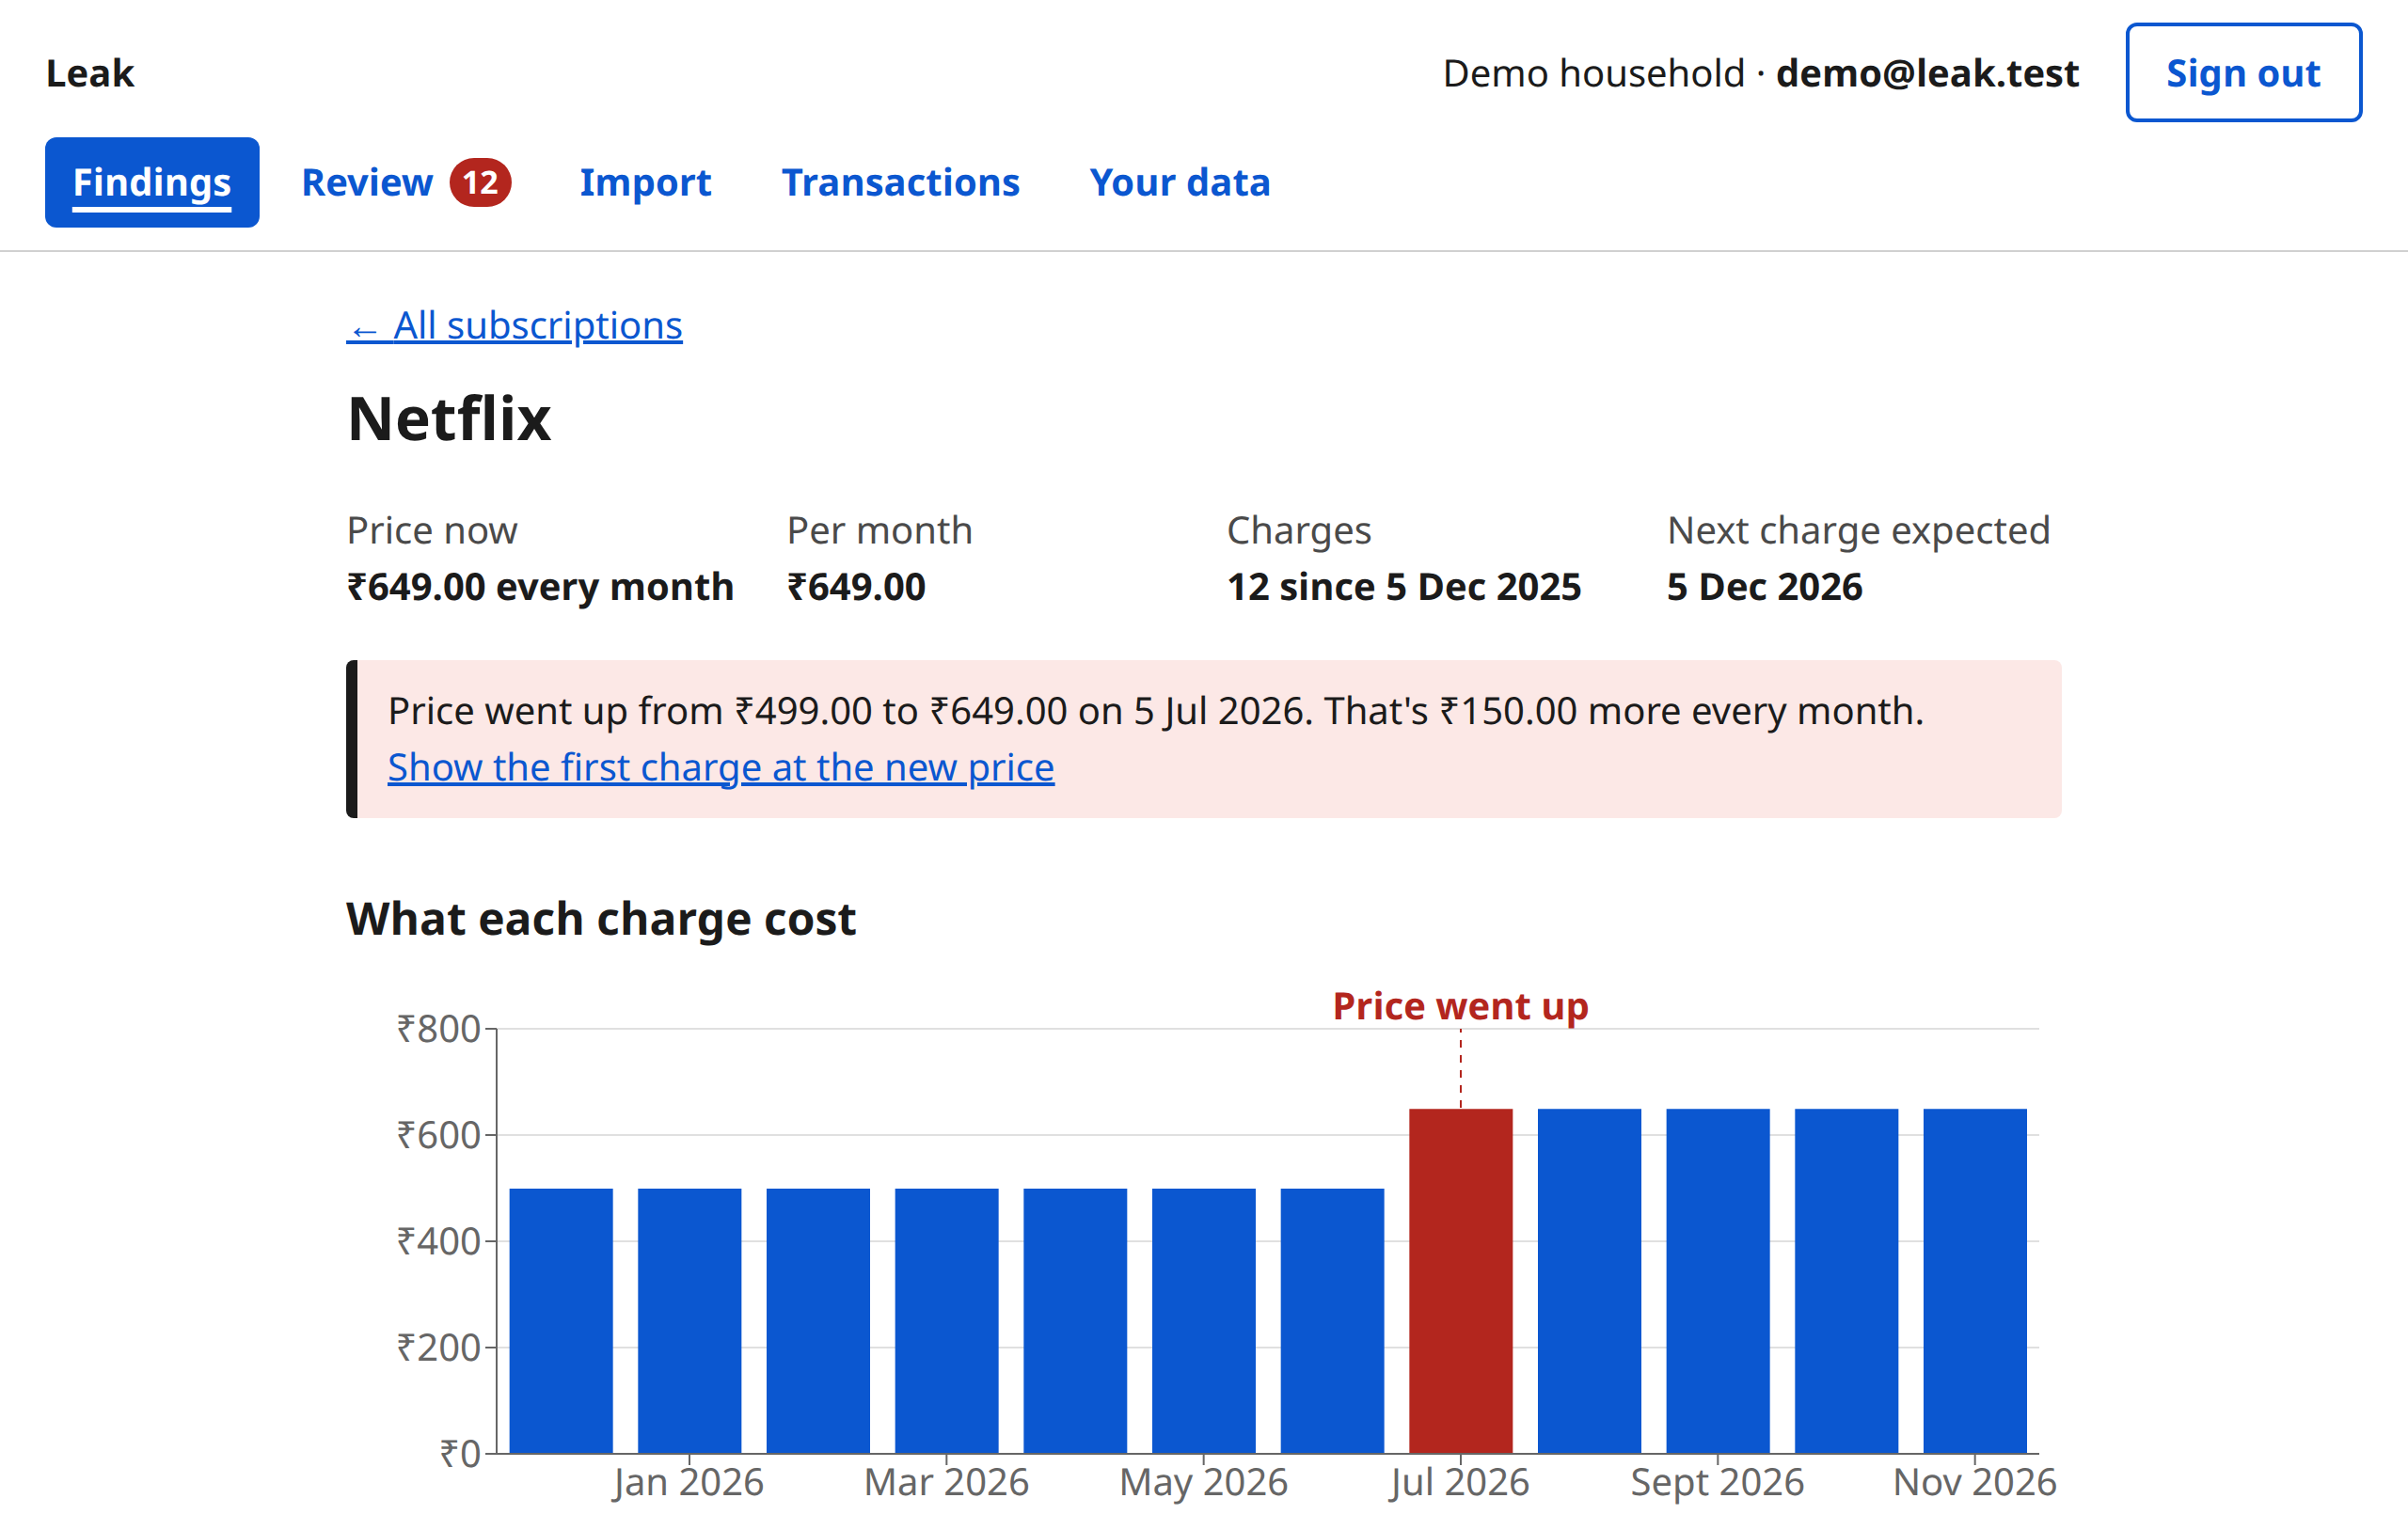 Leak
Demo household · demo@leak.test
Sign out
Findings
Review 12
Import
Transactions
Your data
← All subscriptions
Netflix
Price now
₹649.00 every month
Per month
₹649.00
Charges
12 since 5 Dec 2025
Next charge expected
5 Dec 2026
Price went up from ₹499.00 to ₹649.00 on 5 Jul 2026. That's ₹150.00 more every month.
Show the first charge at the new price
What each charge cost
Price went up
₹800
₹600
₹400
₹200
₹0
Jan 2026
Mar 2026
May 2026
Jul 2026
Sept 2026
Nov 2026